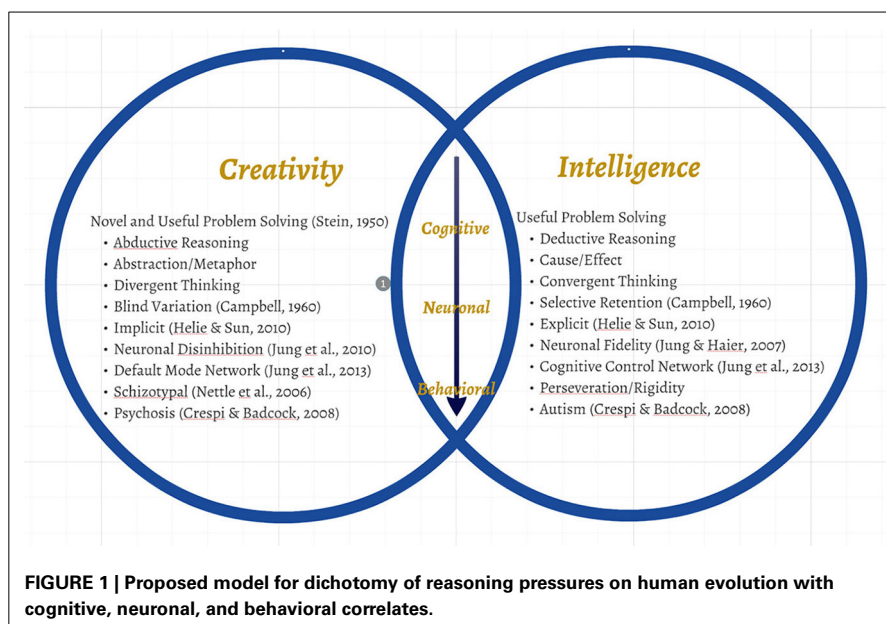 Creativity
Novel and Useful Problem Solving (Stein, 1950)
• Abductive Reasoning
• Abstraction/Metaphor
• Divergent Thinking
• Blind Variation (Campbell, 1960)
• Implicit (Helie & Sun, 2010)
• Neuronal Disinhibition (Jung et al., 2010)
• Default Mode Network (Jung et al., 2013)
• Schizotypal (Nettle et al., 2006)
• Psychosis (Crespi & Badcock, 2008)
1
Cognitive
Neuronal
Behavioral
Intelligence
Useful Problem Solving
• Deductive Reasoning
• Cause/Effect
• Convergent Thinking
• Selective Retention (Campbell, 1960)
• Explicit (Helie & Sun, 2010)
• Neuronal Fidelity (Jung & Haier, 2007)
• Cognitive Control Network (Jung et al., 2013)
• Perseveration/Rigidity
• Autism (Crespi & Badcock, 2008)
FIGURE 1 | Proposed model for dichotomy of reasoning pressures on human evolution with
cognitive, neuronal, and behavioral correlates.